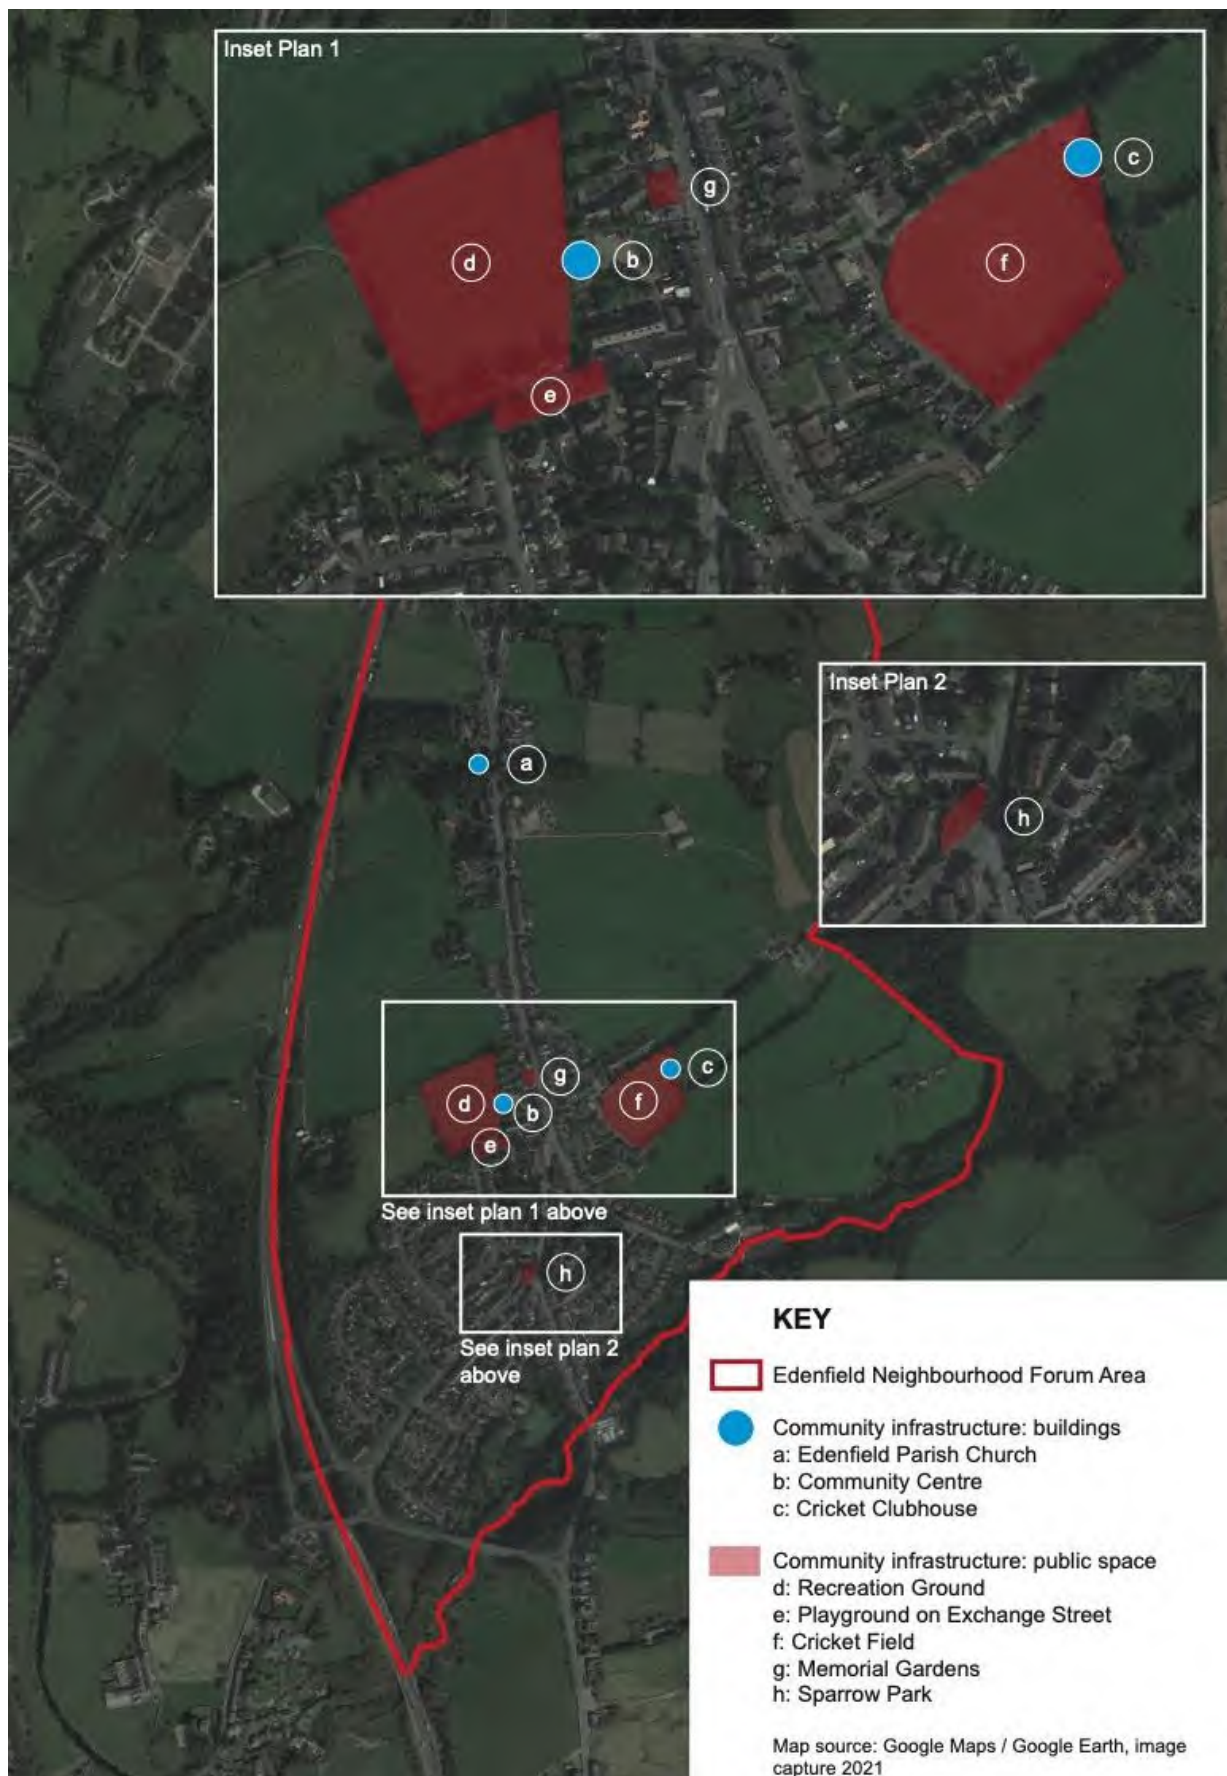 Inset Plan 1
c
g
d
b
f
e
Inset Plan 2
a
h
g
c
d
b
f
e
See inset plan 1 above
h
See inset plan 2
above
KEY
Edenfield Neighbourhood Forum Area
Community infrastructure: buildings
a: Edenfield Parish Church
b: Community Centre
c: Cricket Clubhouse
Community infrastructure: public space
d: Recreation Ground
e: Playground on Exchange Street
f: Cricket Field
g: Memorial Gardens
h: Sparrow Park
Map source: Google Maps / Google Earth, image
capture 2021